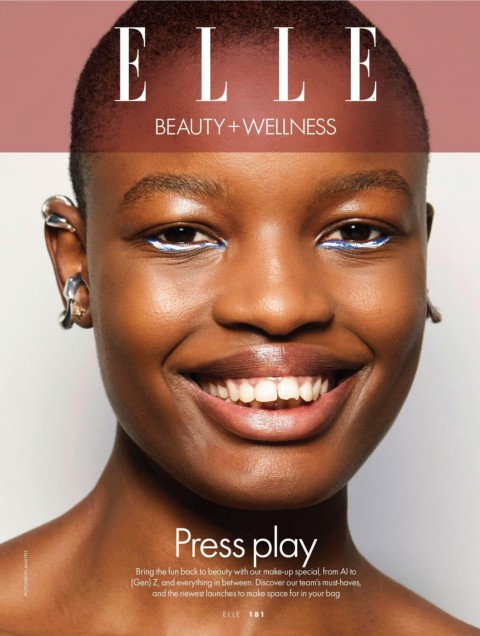 ELLE
BEAUTY+WELLNESS
Press play
Bring the fun back to beauty with our make-up special, from AI to
(Gen) Z, and everything in between. Discover our team's must-haves,
and the newest launches to make space for in your bag
ELLE 181